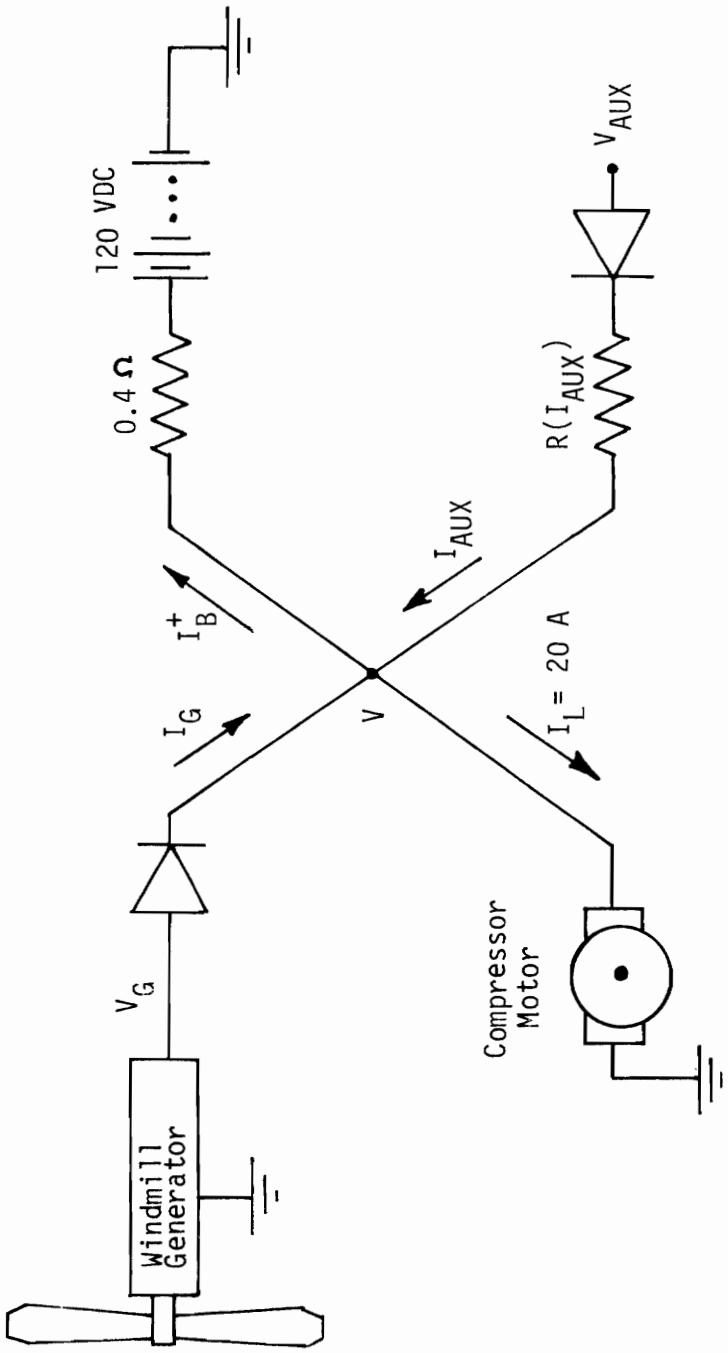 Windmill
Generator
V_G
I_G
I_B^+
0.4 Ω
120 VDC
V
Compressor
Motor
I_L = 20 A
I_AUX
R(I_AUX)
V_AUX